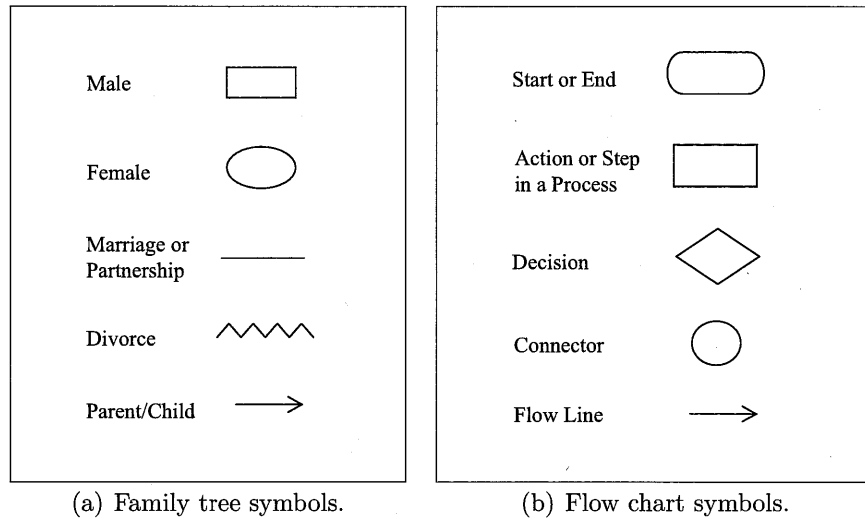 Male
Female
Marriage or
Partnership
Divorce
Parent/Child
(a) Family tree symbols.
Start or End
Action or Step
in a Process
Decision
Connector
Flow Line
(b) Flow chart symbols.